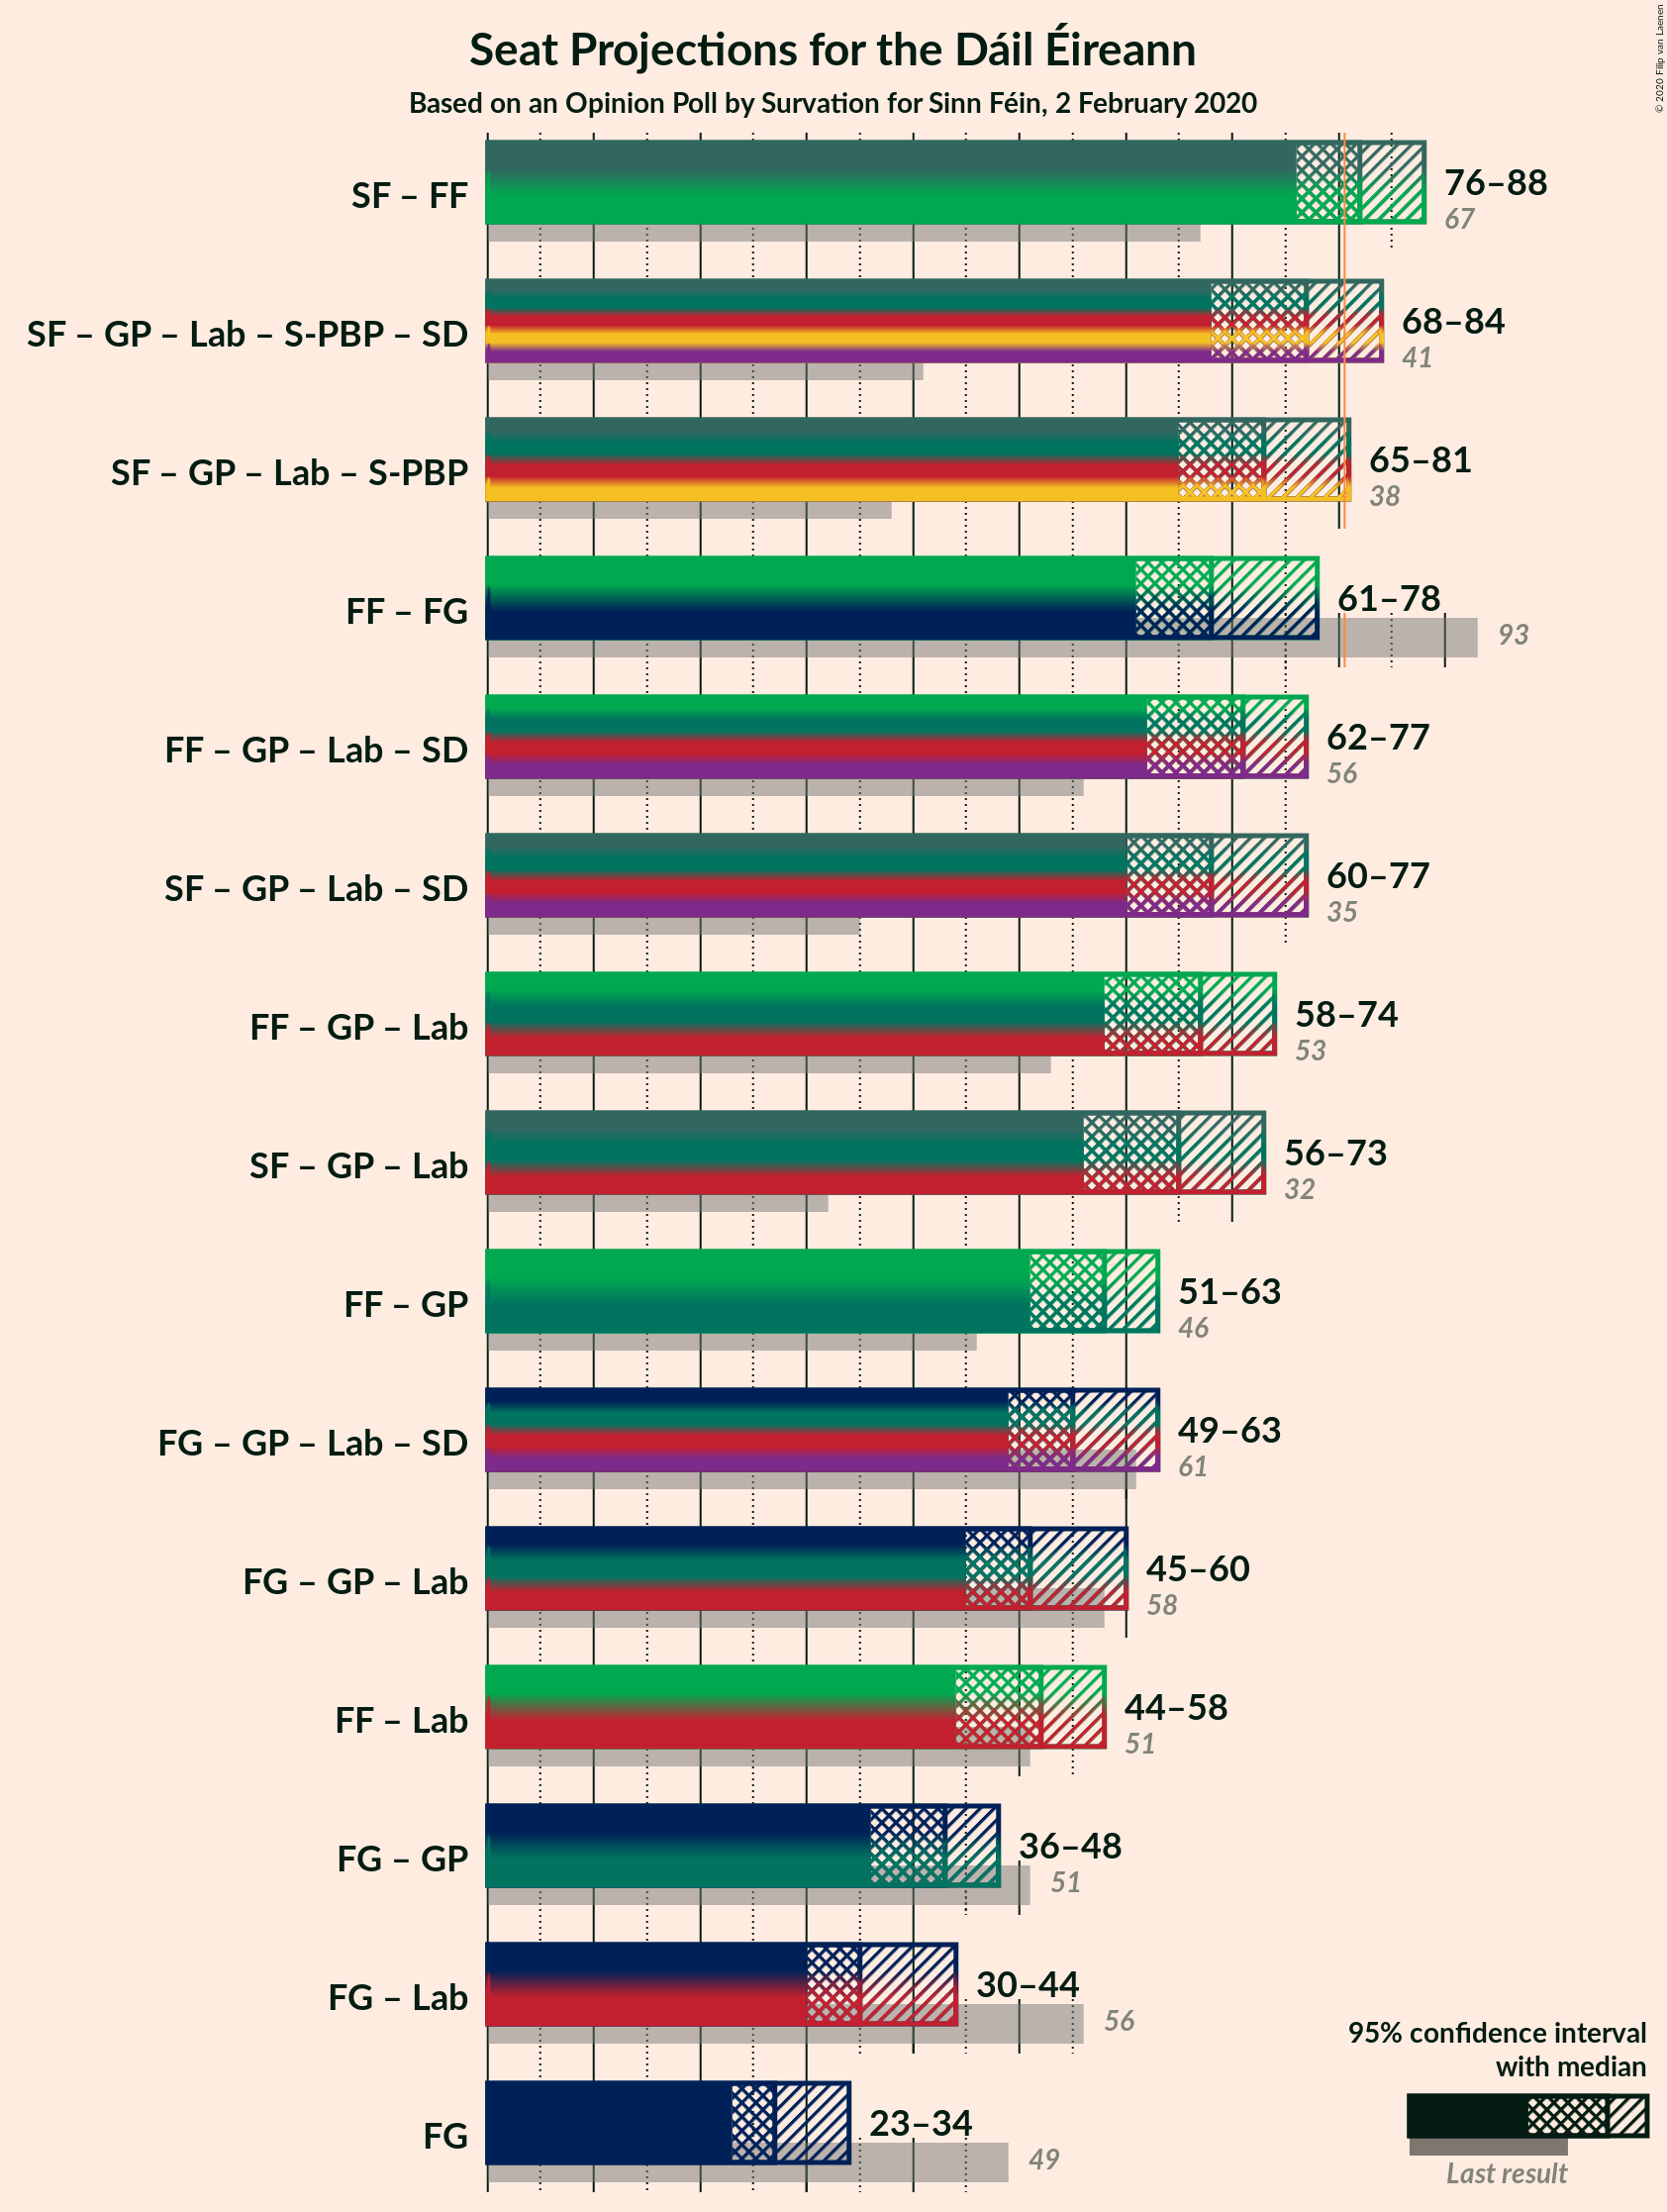 Seat Projections for the Dáil Éireann
Based on an Opinion Poll by Survation for Sinn Féin, 2 February 2020
© 2020 Filip van Laenen
SF – FF
76–88
67
SF – GP – Lab – S-PBP – SD
68–84
41
SF – GP – Lab – S-PBP
65–81
38
FF – FG
61–78
93
FF – GP – Lab – SD
62–77
56
SF – GP – Lab – SD
60–77
35
FF – GP – Lab
58–74
53
SF – GP – Lab
56–73
32
FF – GP
51–63
46
FG – GP – Lab – SD
49–63
61
FG – GP – Lab
45–60
58
FF – Lab
44–58
51
FG – GP
36–48
51
FG – Lab
30–44
56
FG
23–34
49
95% confidence interval
with median
Last result